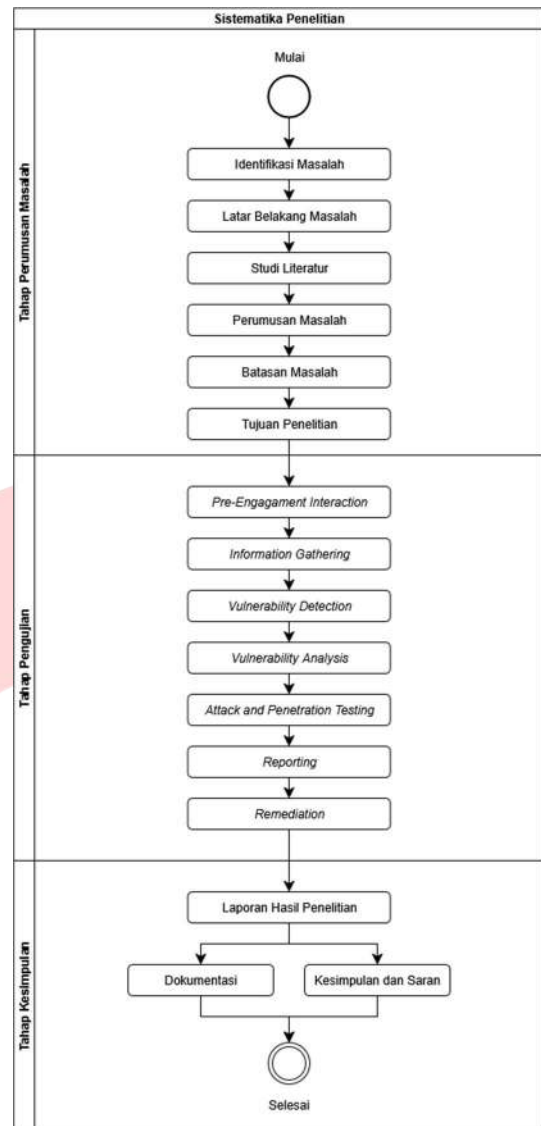 Sistematika Penelitian
Tahap Perumusan Masalah
Mulai
Identifikasi Masalah
Latar Belakang Masalah
Studi Literatur
Perumusan Masalah
Batasan Masalah
Tujuan Penelitian
Tahap Pengujian
Pre-Engagament Interaction
Information Gathering
Vulnerability Detection
Vulnerability Analysis
Attack and Penetration Testing
Reporting
Remediation
Tahap Kesimpulan
Laporan Hasil Penelitian
Dokumentasi
Kesimpulan dan Saran
Selesai